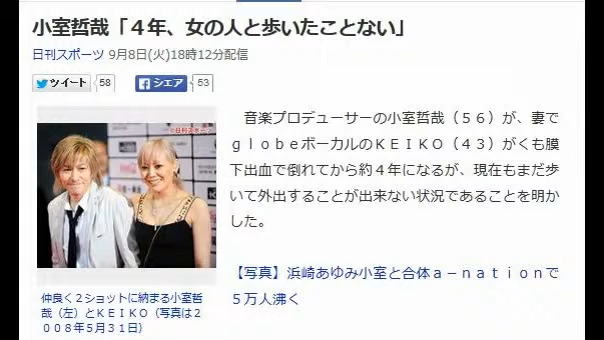 小室哲哉「４年、女の人と歩いたことない」
日刊スポーツ 9月8日(火)18時12分配信
ツイート 58 シェア 53
©日刊スポーツ
音楽プロデューサーの小室哲哉（５６）が、妻で
ｇｌｏｂｅボーカルのＫＥＩＫＯ（４３）がくも膜
下出血で倒れてから約４年になるが、現在もまだ歩
いて外出することが出来ない状況であることを明か
した。
【写真】浜崎あゆみ小室と合体ａ－ｎａｔｉｏｎで
５万人沸く
仲良く２ショットに納まる小室哲
哉（左）とＫＥＩＫＯ（写真は２
００８年５月３１日）